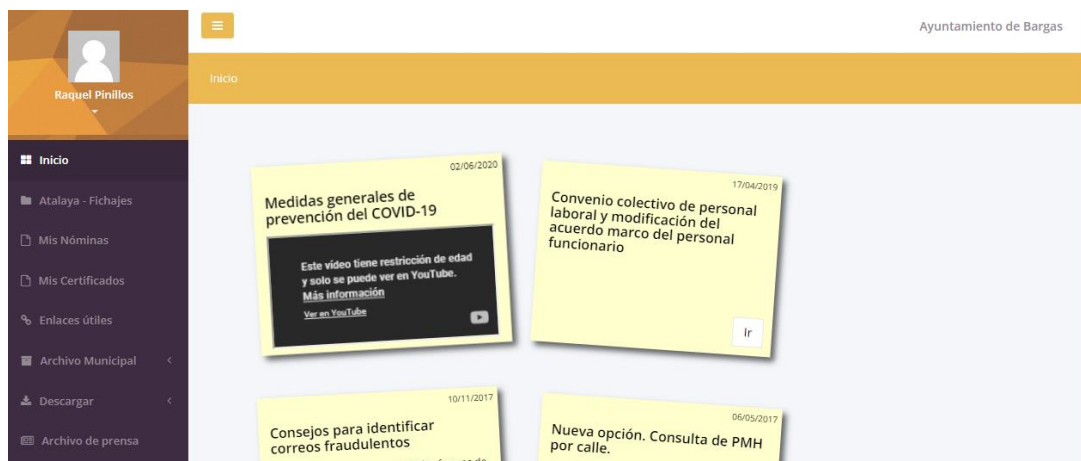 Raquel Pinillos
Inicio
Atalaya - Fichajes
Mis Nóminas
Mis Certificados
Enlaces útiles
Archivo Municipal
Descargar
Archivo de prensa
Ayuntamiento de Bargas
Inicio
02/06/2020
Medidas generales de
prevención del COVID-19
Este vídeo tiene restricción de edad
y solo se puede ver en YouTube.
Más información
Ver en YouTube
17/04/2019
Convenio colectivo de personal
laboral y modificación del
acuerdo marco del personal
funcionario
Ir
10/11/2017
Consejos para identificar
correos fraudulentos
06/05/2017
Nueva opción. Consulta de PMH
por calle.